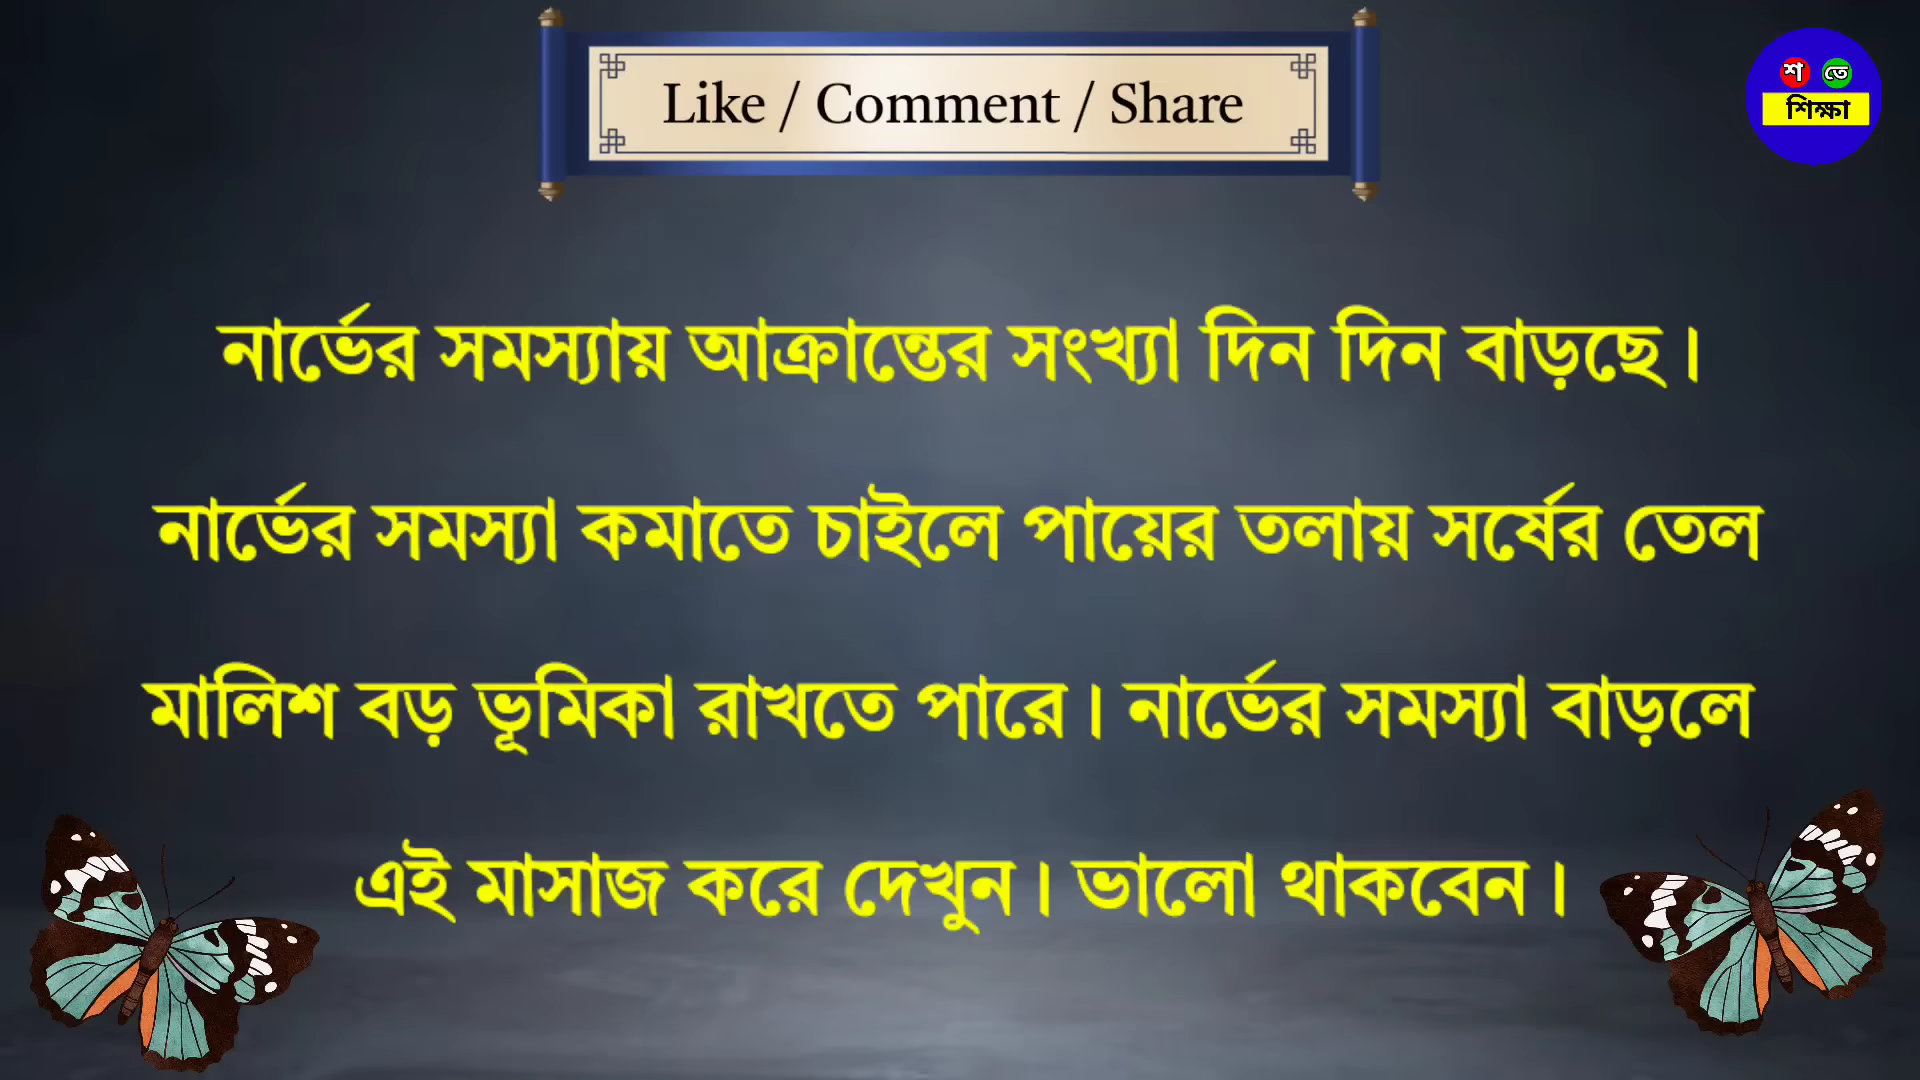 Like / Comment / Share
শ তে
শিক্ষা
নার্ভের সমস্যায় আক্রান্তের সংখ্যা দিন দিন বাড়ছে।
নার্ভের সমস্যা কমাতে চাইলে পায়ের তলায় সর্ষের তেল
মালিশ বড় ভূমিকা রাখতে পারে। নার্ভের সমস্যা বাড়লে
এই মাসাজ করে দেখুন। ভালো থাকবেন।